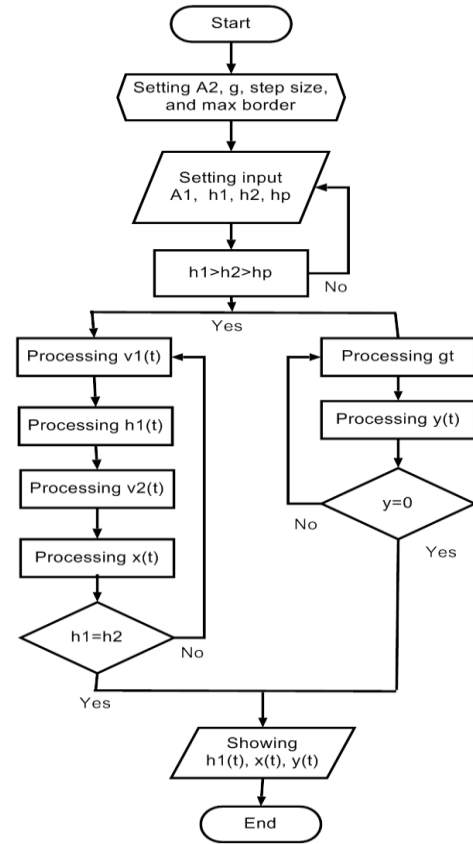 Start
Setting A2, g, step size,
and max border
Setting input
A1, h1, h2, hp
h1>h2>hp
No
Yes
Processing v1(t)
Processing h1(t)
Processing v2(t)
Processing x(t)
h1=h2
No
Yes
Processing gt
Processing y(t)
y=0
No
Yes
Showing
h1(t), x(t), y(t)
End